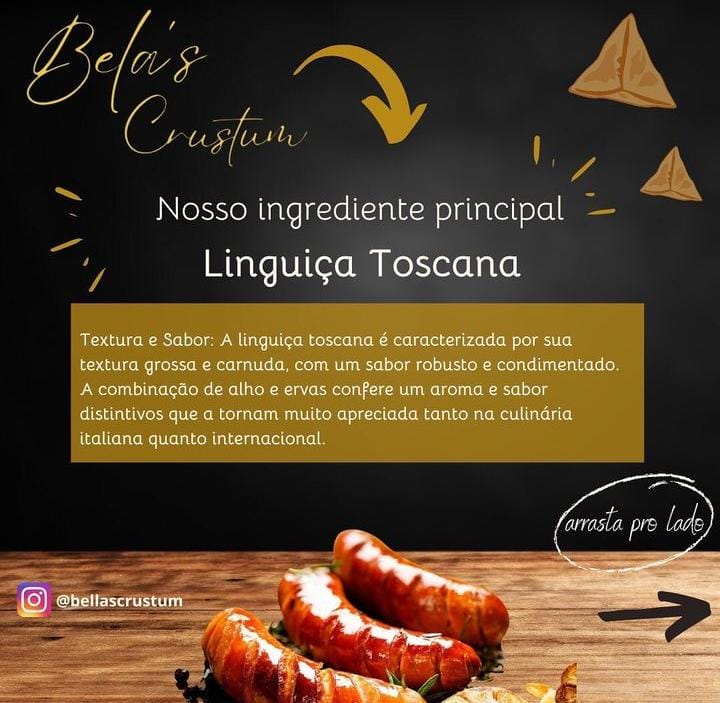 Bela's
Crustum
Nosso ingrediente principal
Linguiça Toscana
Textura e Sabor: A linguiça toscana é caracterizada por sua
textura grossa e carnuda, com um sabor robusto e condimentado.
A combinação de alho e ervas confere um aroma e sabor
distintivos que a tornam muito apreciada tanto na culinária
italiana quanto internacional.
arrasta pro lado
@bellascrustum